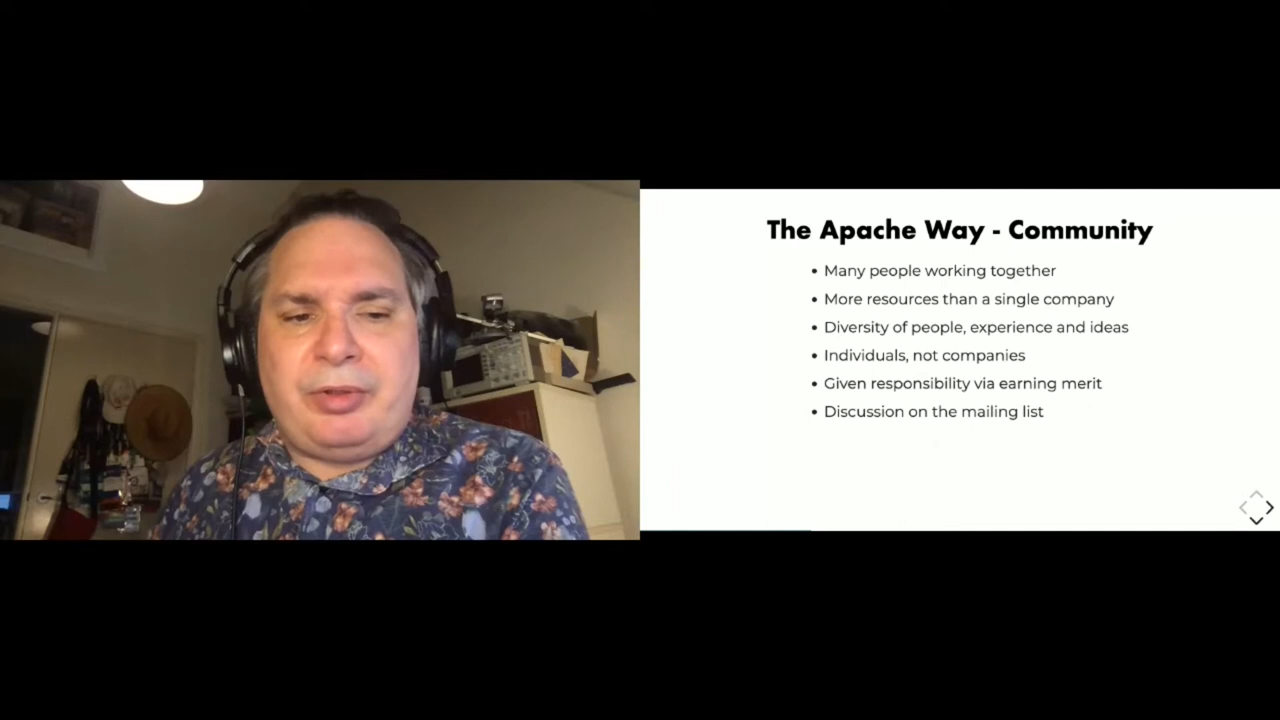 The Apache Way - Community
Many people working together
More resources than a single company
Diversity of people, experience and ideas
Individuals, not companies
Given responsibility via earning merit
Discussion on the mailing list